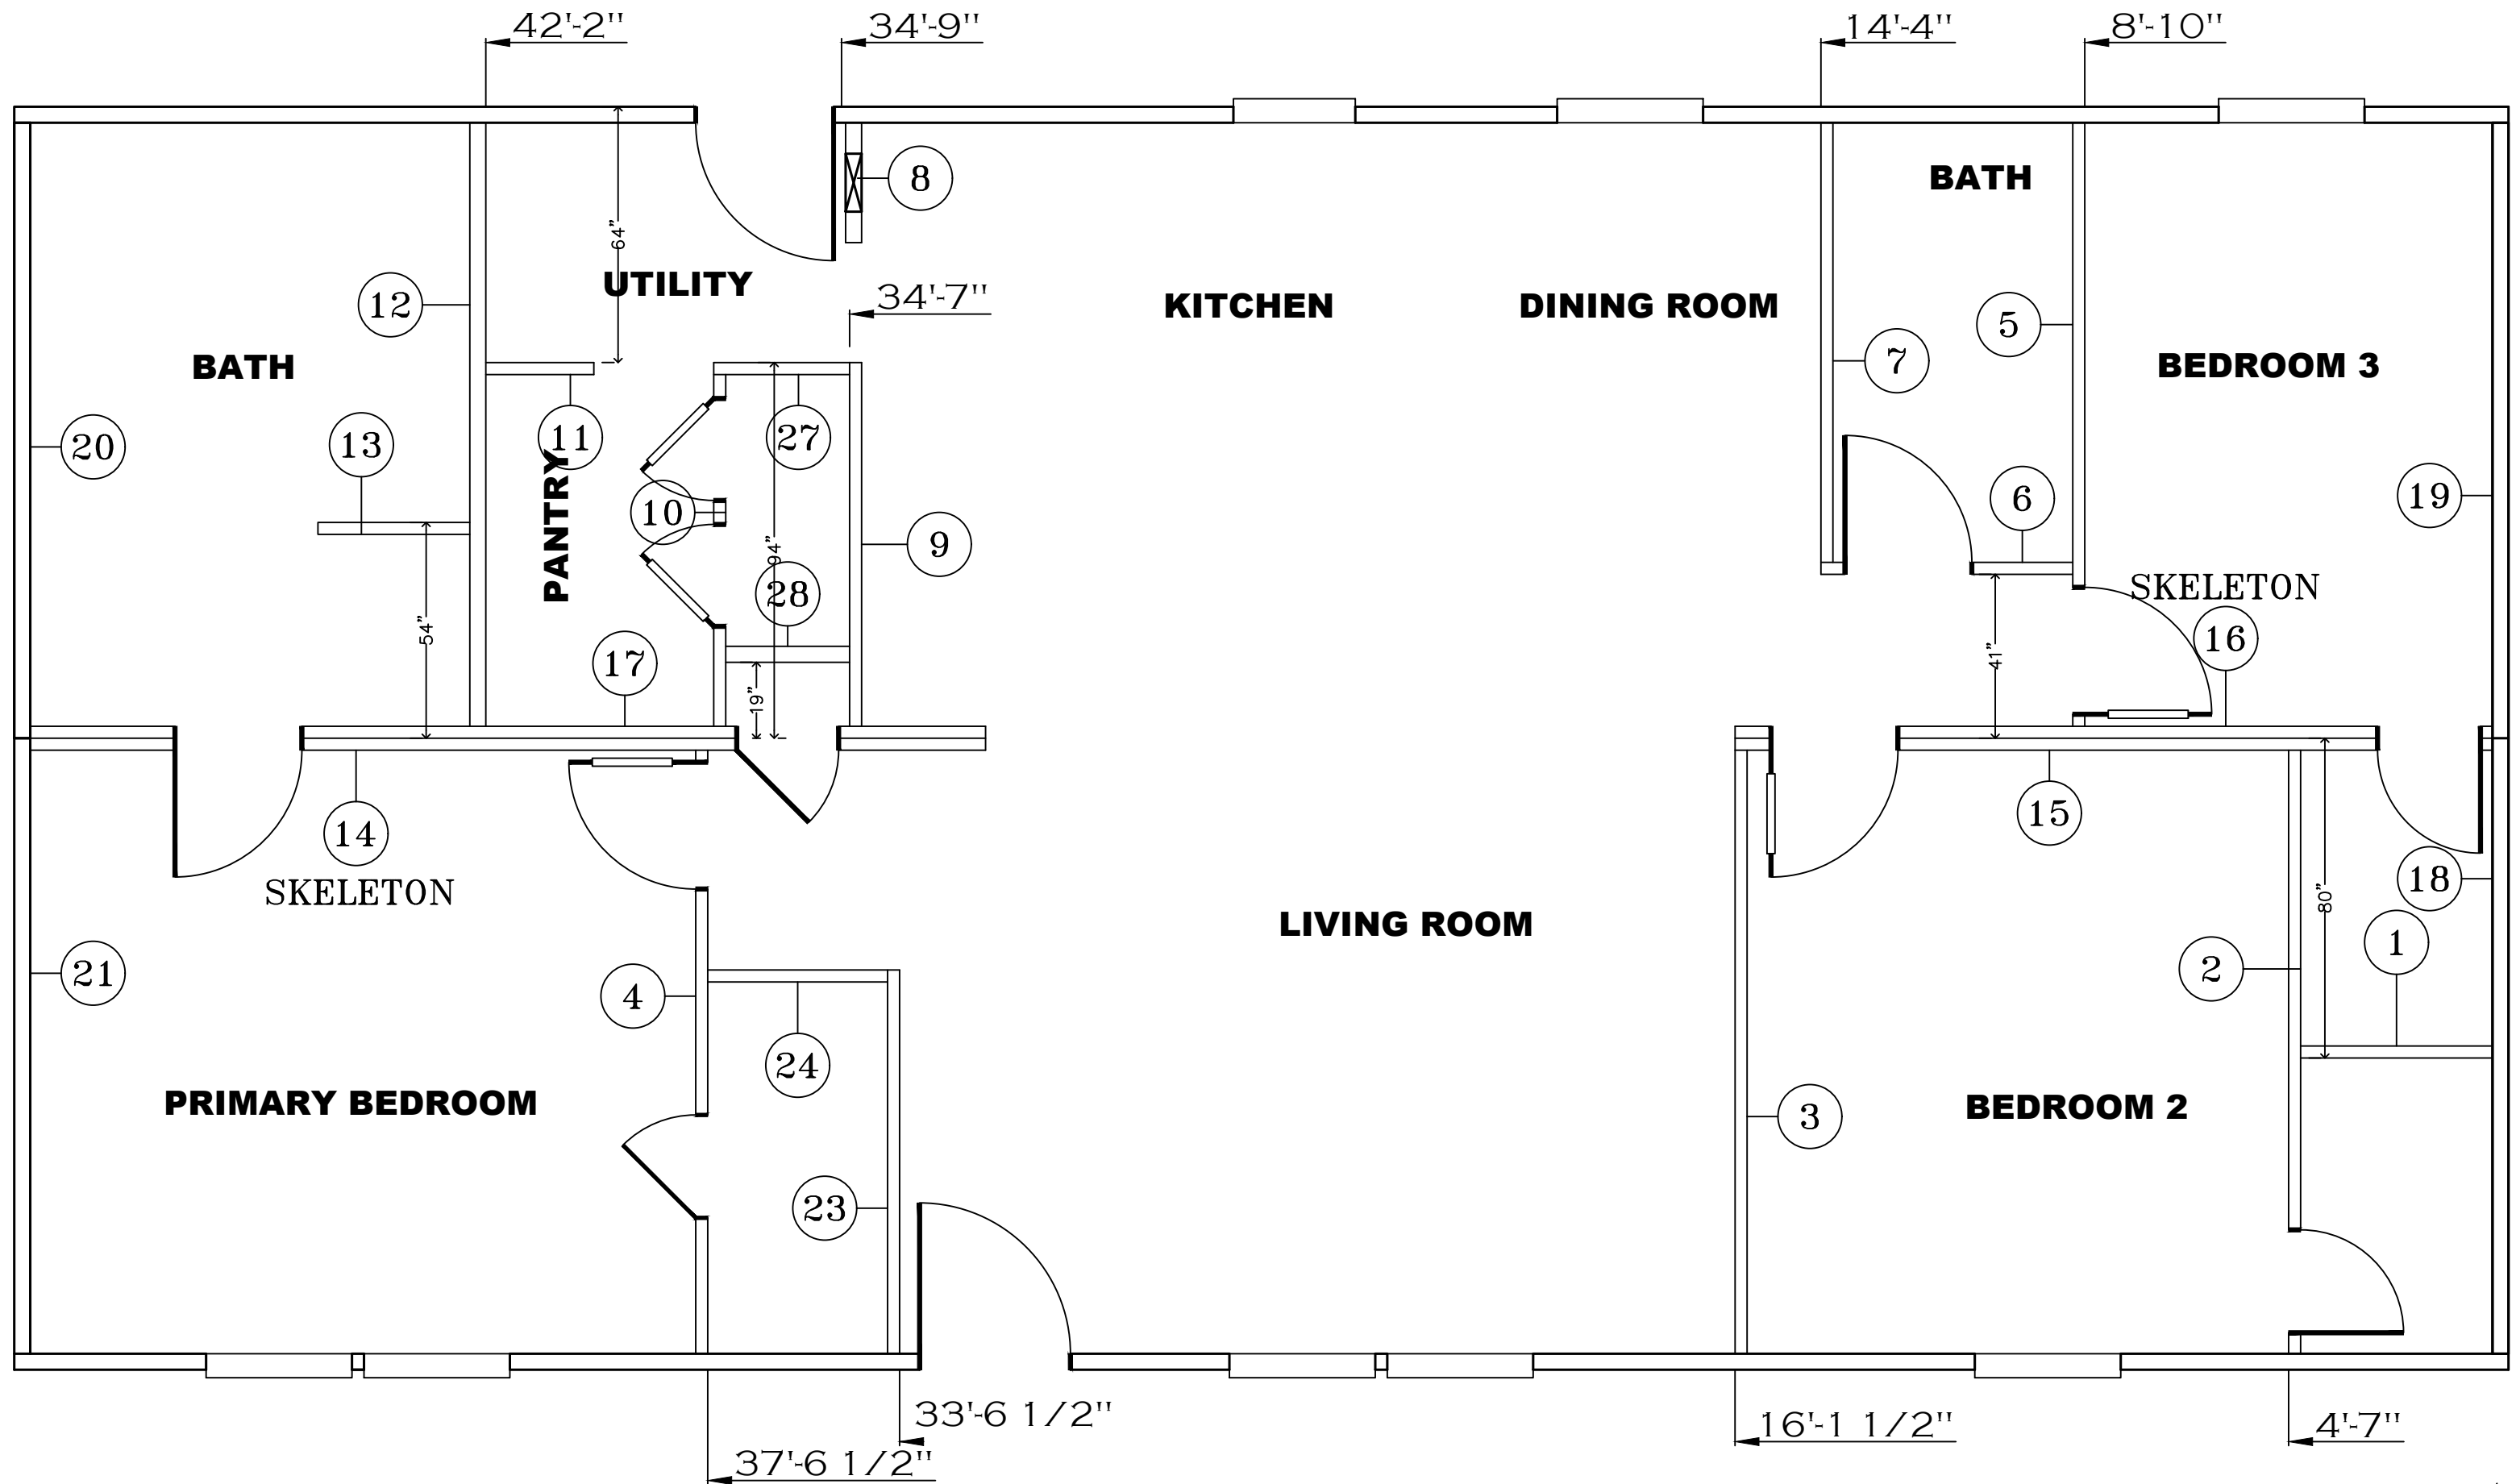 42'-2" 34'-9" 14'-4" 8'-10"
8
BATH
64"
UTILITY
34'-7"
12
KITCHEN
DINING ROOM
5
7
BATH
BEDROOM 3
20
13
11
27
10
PANTRY
9
6
19
94"
28
SKELETON
54"
17
19"
41"
16
14
15
SKELETON
18
80"
LIVING ROOM
1
21
4
2
24
PRIMARY BEDROOM
3
BEDROOM 2
23
33'-6 1/2"
16'-1 1/2"
4'-7"
37'-6 1/2"